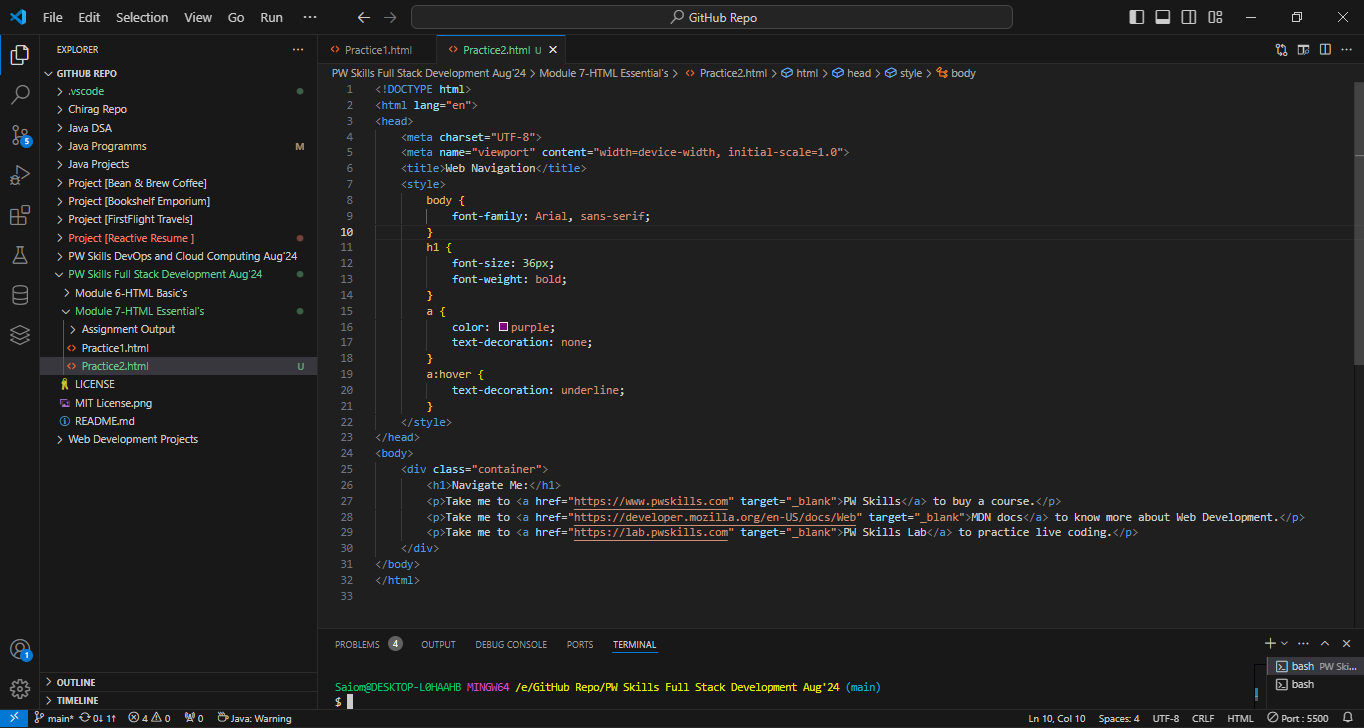 File Edit Selection View Go Run ··· GitHub Repo
EXPLORER ···
GITHUB REPO
.vscode
Chirag Repo
Java DSA
Java Programms M
Java Projects
Project [Bean & Brew Coffee]
Project [Bookshelf Emporium]
Project [FirstFlight Travels]
Project [Reactive Resume ]
PW Skills DevOps and Cloud Computing Aug'24
PW Skills Full Stack Development Aug'24
Module 6-HTML Basic's
Module 7-HTML Essential's
Assignment Output
Practice1.html
Practice2.html U
LICENSE
MIT License.png
README.md
Web Development Projects
OUTLINE
TIMELINE
5
1
Practice1.html Practice2.html U
PW Skills Full Stack Development Aug'24 > Module 7-HTML Essential's > Practice2.html > html > head > style > body
1 <!DOCTYPE html>
2 <html lang="en">
3 <head>
4 <meta charset="UTF-8">
5 <meta name="viewport" content="width=device-width, initial-scale=1.0">
6 <title>Web Navigation</title>
7 <style>
8 body {
9 font-family: Arial, sans-serif;
10 }
11 h1 {
12 font-size: 36px;
13 font-weight: bold;
14 }
15 a {
16 color: purple;
17 text-decoration: none;
18 }
19 a:hover {
20 text-decoration: underline;
21 }
22 </style>
23 </head>
24 <body>
25 <div class="container">
26 <h1>Navigate Me:</h1>
27 <p>Take me to <a href="https://www.pwskills.com" target="_blank">PW Skills</a> to buy a course.</p>
28 <p>Take me to <a href="https://developer.mozilla.org/en-US/docs/Web" target="_blank">MDN docs</a> to know more about Web Development.</p>
29 <p>Take me to <a href="https://lab.pwskills.com" target="_blank">PW Skills Lab</a> to practice live coding.</p>
30 </div>
31 </body>
32 </html>
33
PROBLEMS 4 OUTPUT DEBUG CONSOLE PORTS TERMINAL
Saiom@DESKTOP-L0HAAHB MINGW64 /e/GitHub Repo/PW Skills Full Stack Development Aug'24 (main)
$
bash PW Ski...
bash
main* 0↓ 1↑ 4 0 0 Java: Warning Ln 10, Col 10 Spaces: 4 UTF-8 CRLF HTML Port : 5500